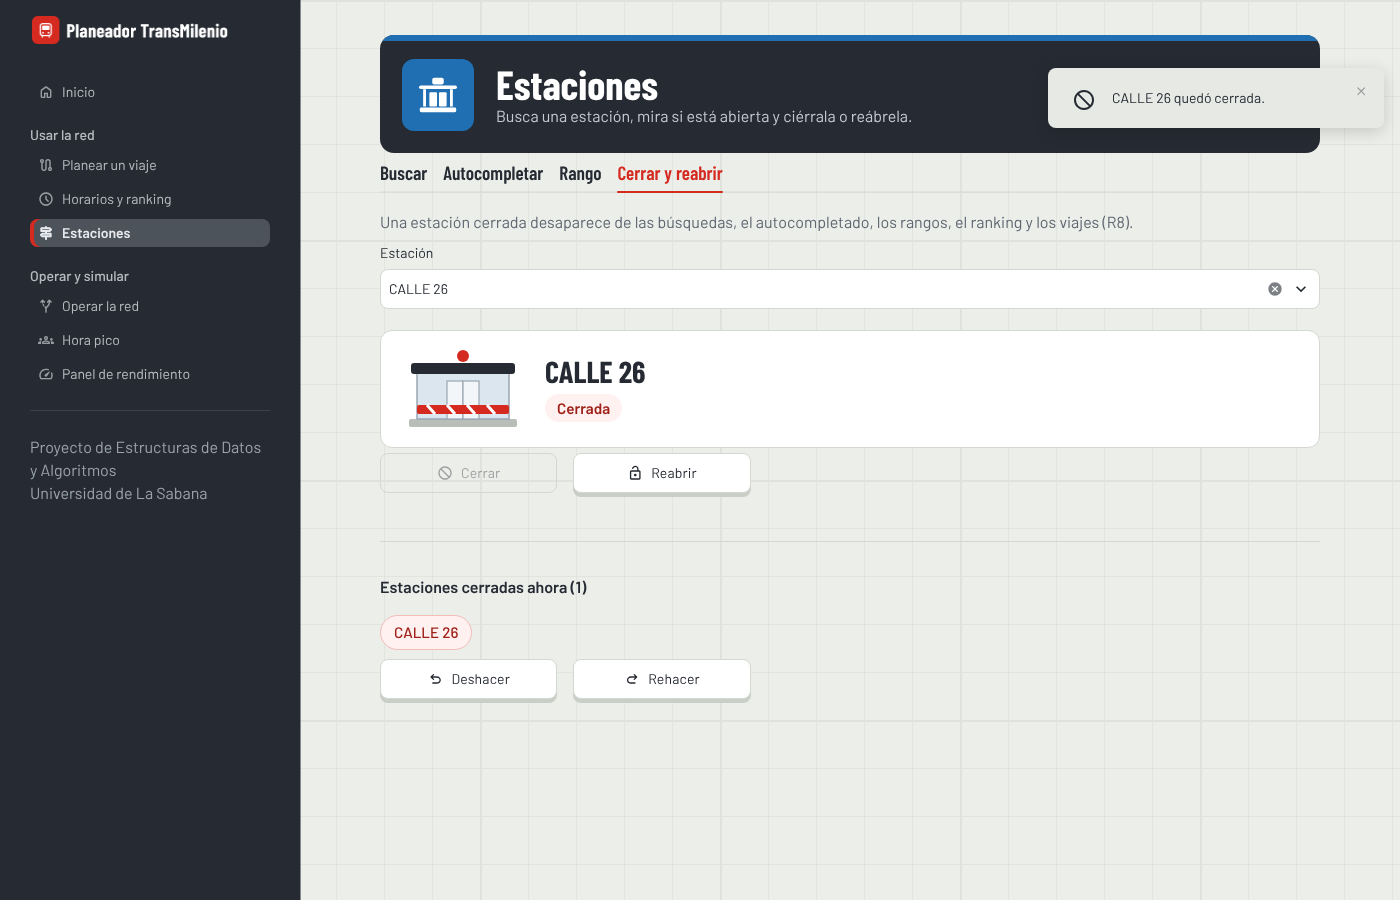 Planeador TransMilenio
Inicio
Usar la red
Planear un viaje
Horarios y ranking
Estaciones
Operar y simular
Operar la red
Hora pico
Panel de rendimiento
Proyecto de Estructuras de Datos
y Algoritmos
Universidad de La Sabana
Estaciones
Busca una estación, mira si está abierta y ciérrala o reábrela.
CALLE 26 quedó cerrada.
Buscar Autocompletar Rango Cerrar y reabrir
Una estación cerrada desaparece de las búsquedas, el autocompletado, los rangos, el ranking y los viajes (R8).
Estación
CALLE 26
CALLE 26
Cerrada
Cerrar Reabrir
Estaciones cerradas ahora (1)
CALLE 26
Deshacer Rehacer